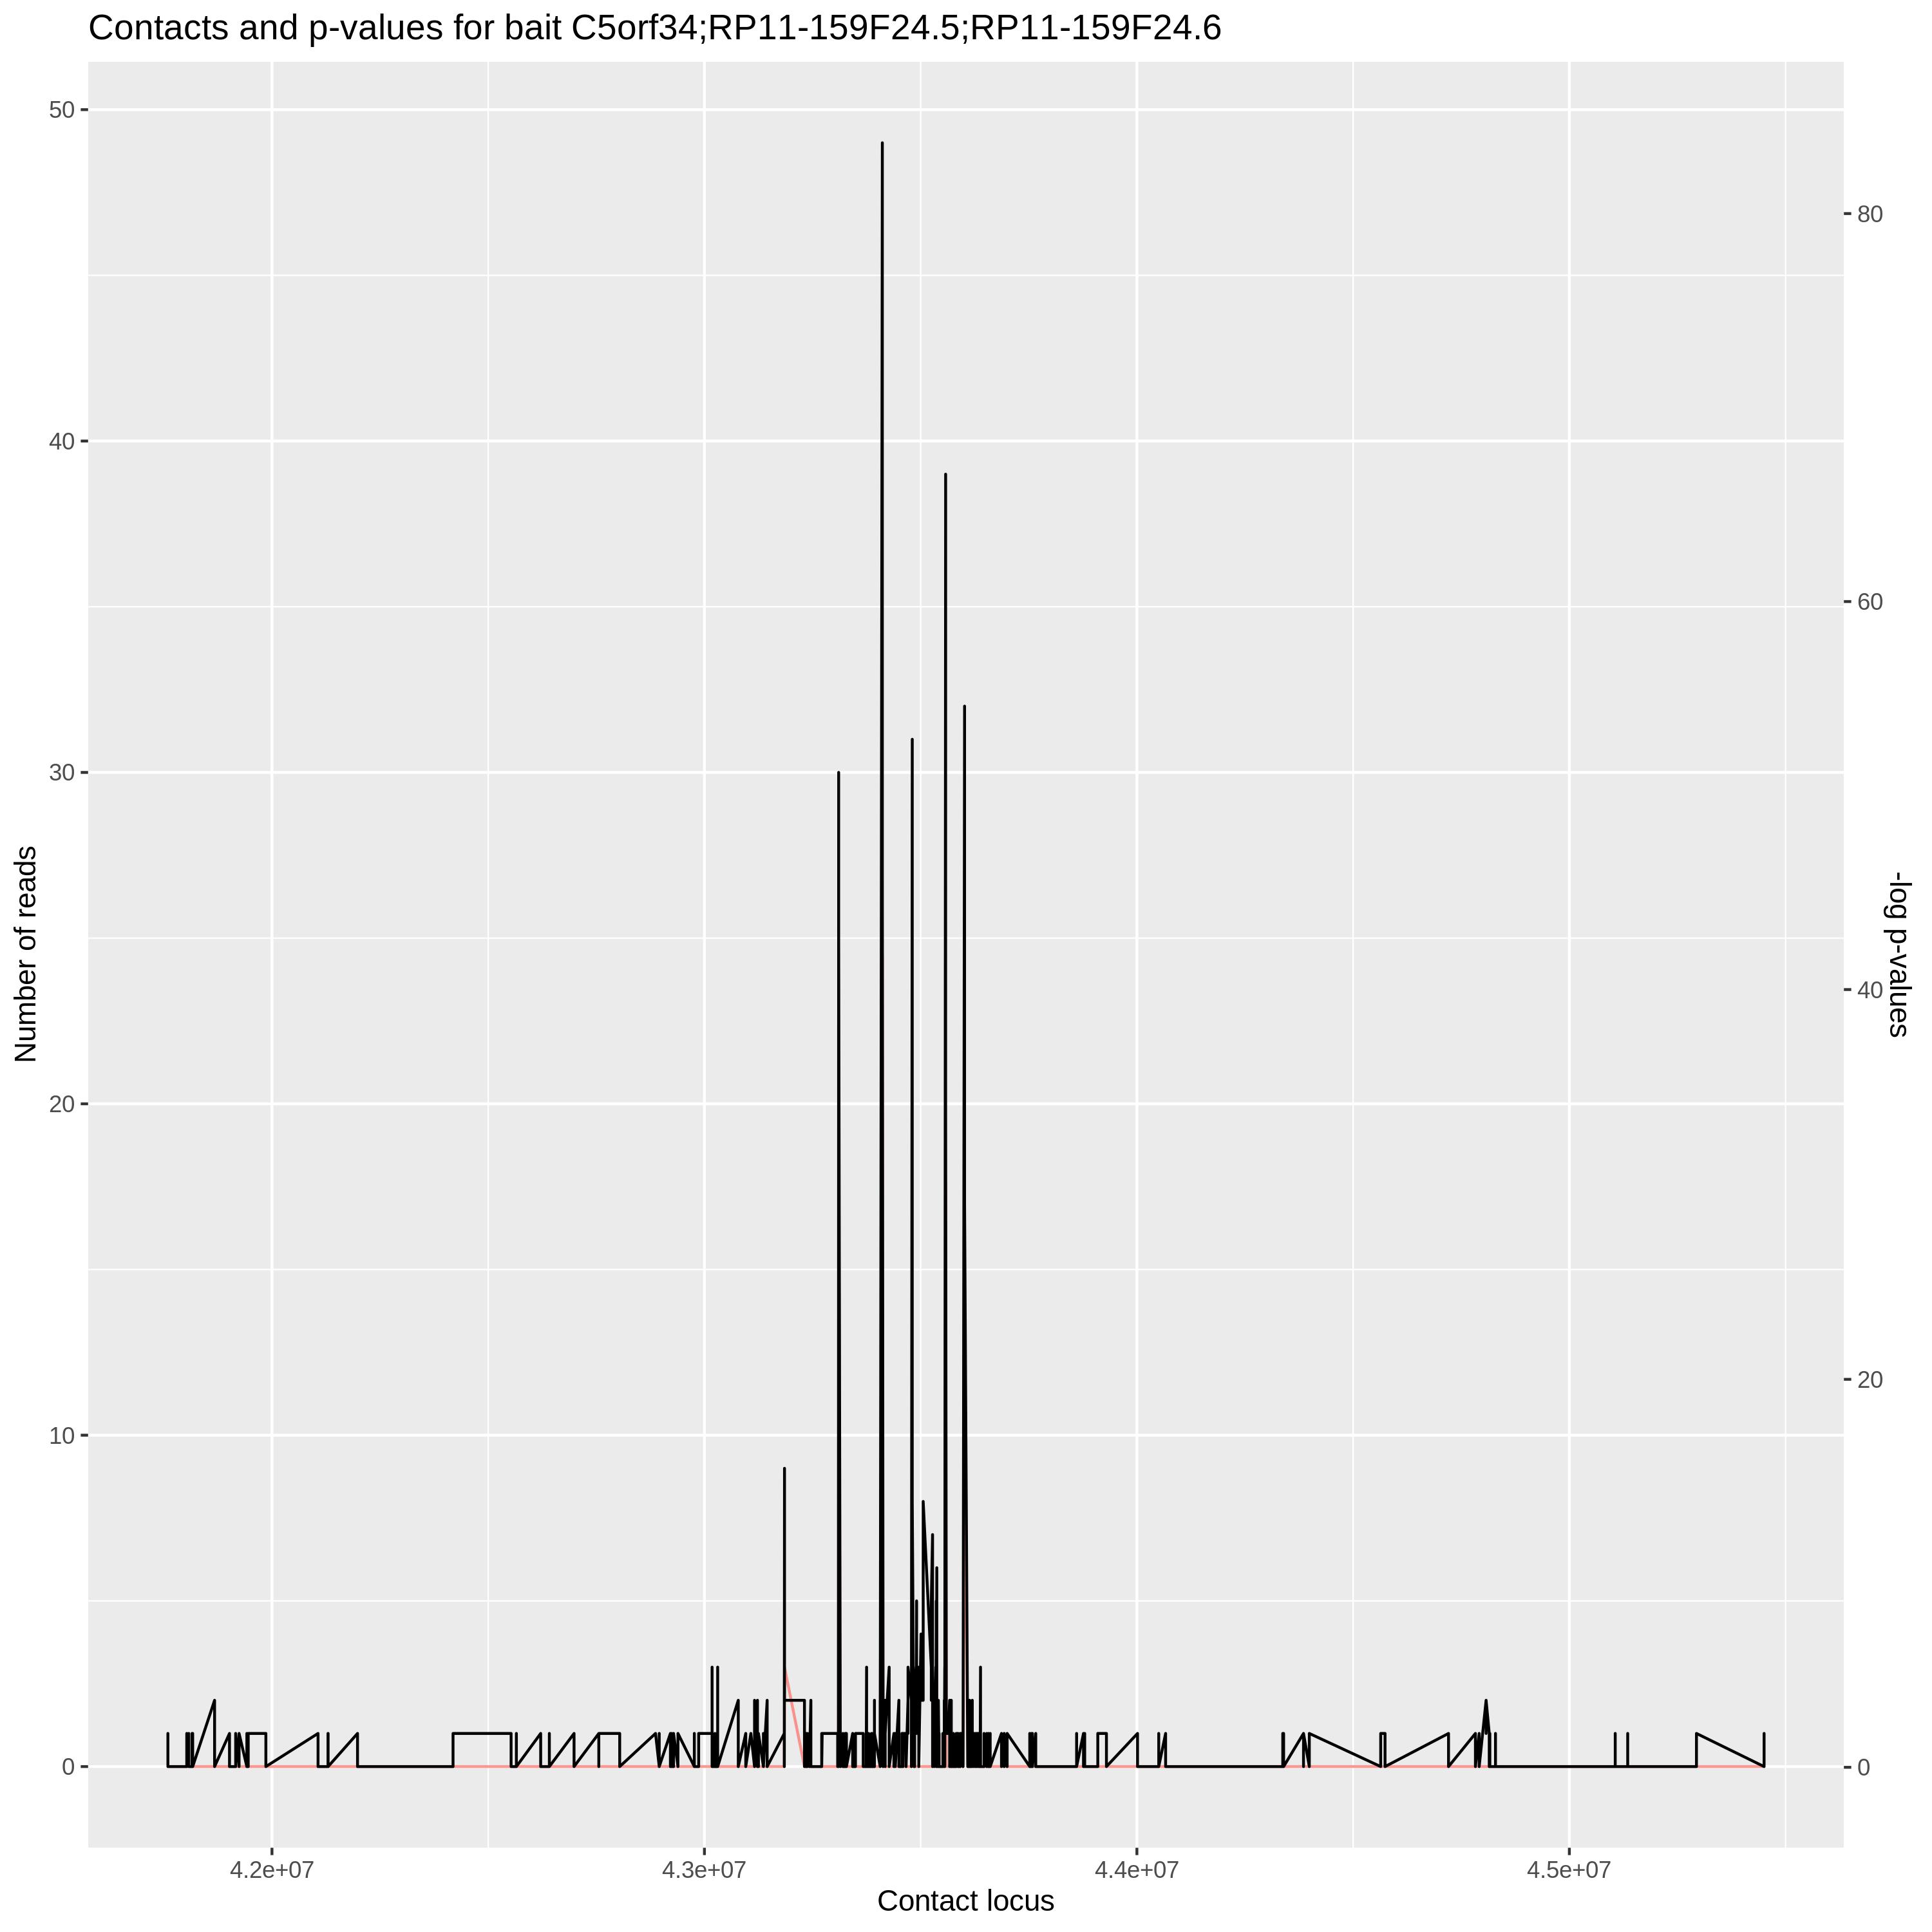 Contacts and p-values for bait C5orf34;RP11-159F24.5;RP11-159F24.6
50
40
30
20
10
0
Number of reads
80
60
40
20
0
-log p-values
4.2e+07
4.3e+07
4.4e+07
4.5e+07
Contact locus